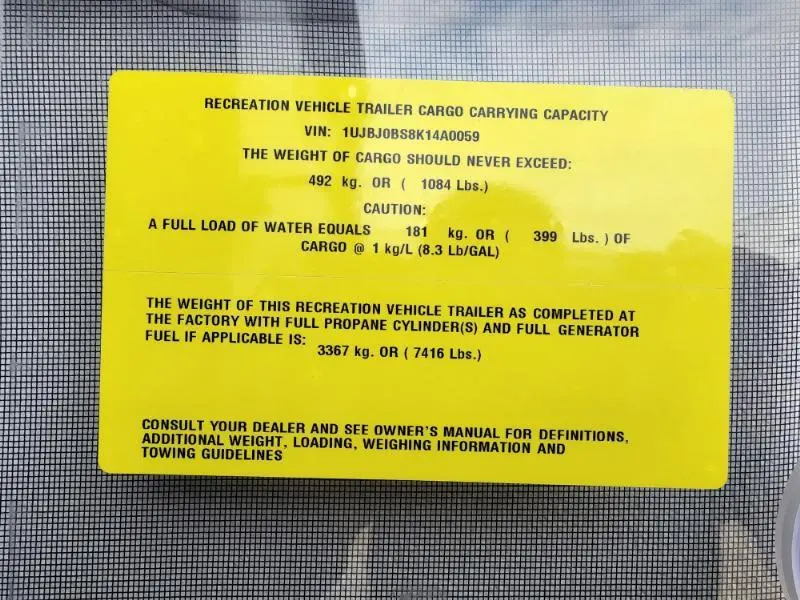 RECREATION VEHICLE TRAILER CARGO CARRYING CAPACITY
VIN: 1UJBJ0BS8K14A0059
THE WEIGHT OF CARGO SHOULD NEVER EXCEED:
492 kg. OR ( 1084 Lbs.)
CAUTION:
A FULL LOAD OF WATER EQUALS 181 kg. OR ( 399 Lbs. ) OF
CARGO @ 1 kg/L (8.3 Lb/GAL)
THE WEIGHT OF THIS RECREATION VEHICLE TRAILER AS COMPLETED AT
THE FACTORY WITH FULL PROPANE CYLINDER(S) AND FULL GENERATOR
FUEL IF APPLICABLE IS:
3367 kg. OR ( 7416 Lbs.)
CONSULT YOUR DEALER AND SEE OWNER'S MANUAL FOR DEFINITIONS,
ADDITIONAL WEIGHT, LOADING, WEIGHING INFORMATION AND
TOWING GUIDELINES